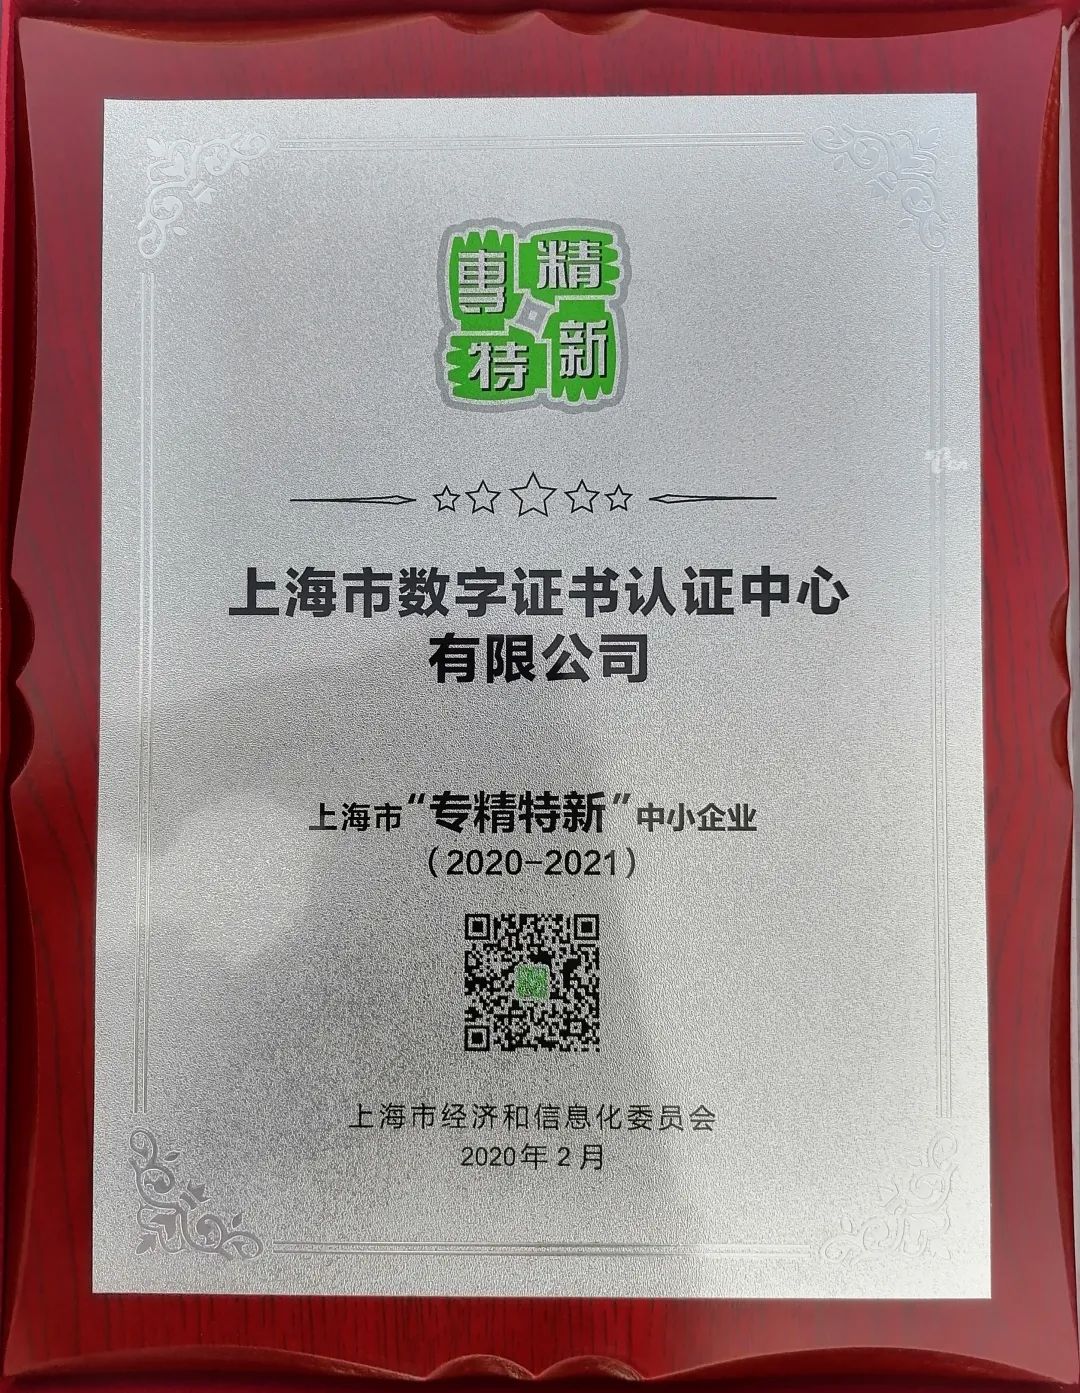 專精
特新
上海市数字证书认证中心
有限公司
上海市“专精特新”中小企业
（2020-2021）
上海市经济和信息化委员会
2020年2月